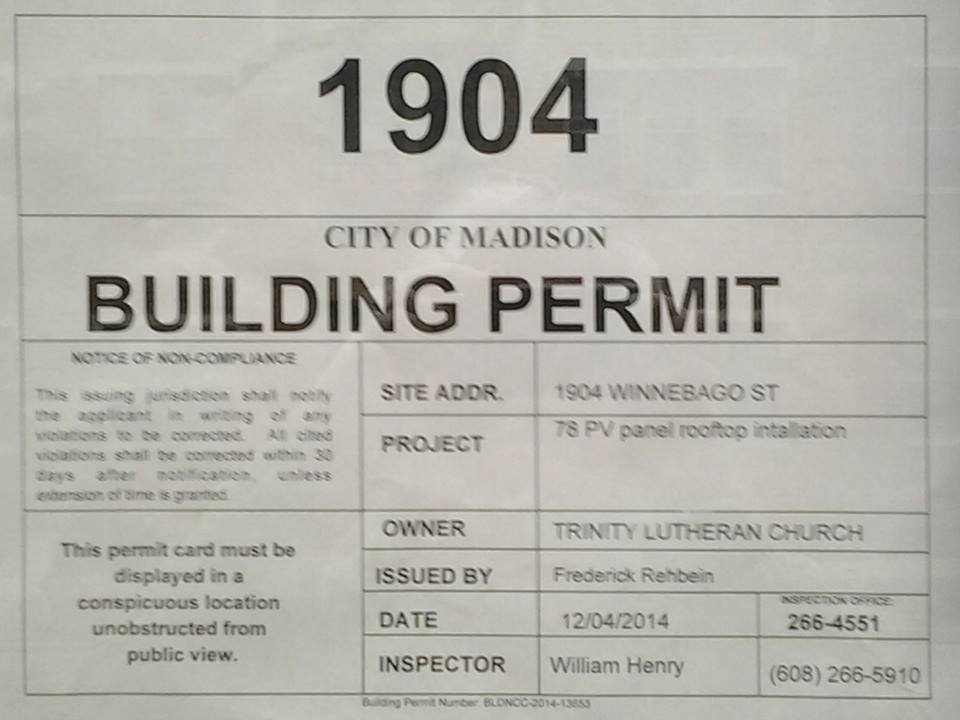 1904
CITY OF MADISON
BUILDING PERMIT
NOTICE OF NON-COMPLIANCE
This issuing jurisdiction shall notify
the applicant in writing of any
violations to be corrected. All cited
violations shall be corrected within 30
days after notification, unless
extension of time is granted.
This permit card must be
displayed in a
conspicuous location
unobstructed from
public view.
SITE ADDR. 1904 WINNEBAGO ST
PROJECT 78 PV panel rooftop intallation
OWNER TRINITY LUTHERAN CHURCH
ISSUED BY Frederick Rehbein
DATE 12/04/2014 INSPECTION OFFICE: 266-4551
INSPECTOR William Henry (608) 266-5910
Building Permit Number: BLDNCC-2014-13653